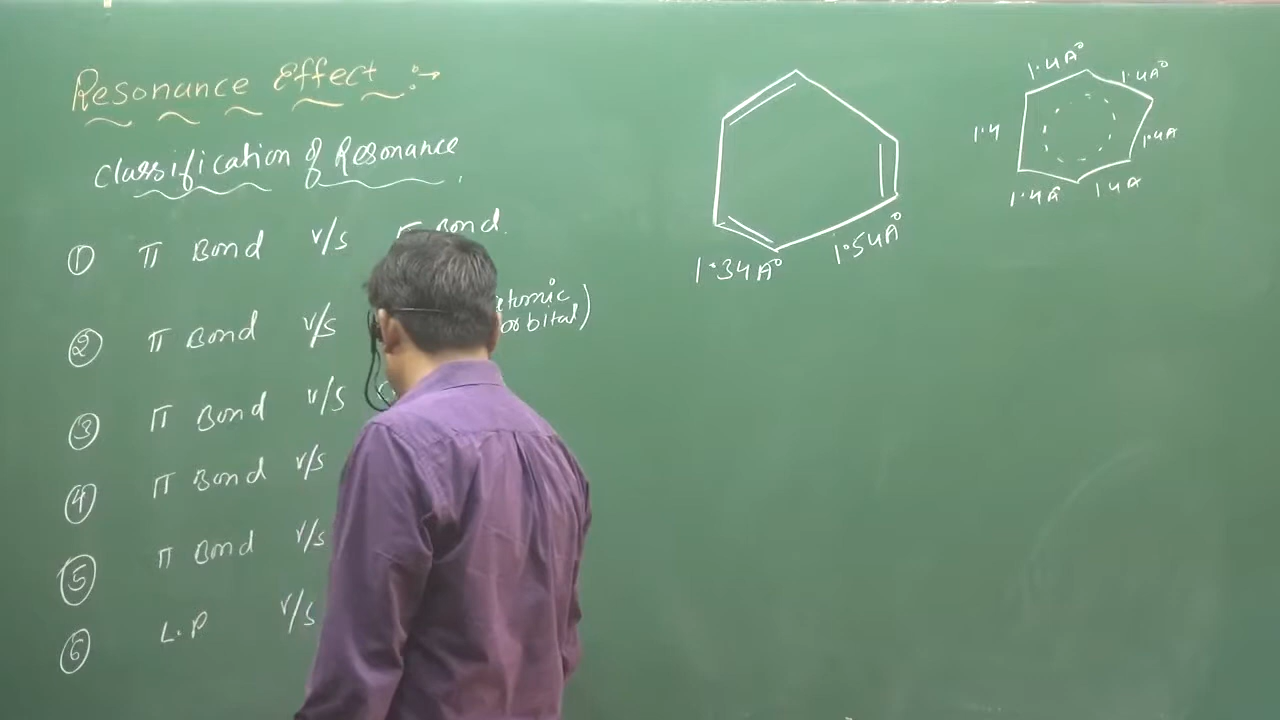 Resonance Effect :→
Classification of Resonance
① π Bond v/s π Bond.
② π Bond v/s
atomic
orbital)
③ π Bond v/s
④ π Bond v/s
⑤ π Bond v/s
⑥ L.P v/s
1.34A°
1.54A°
1.4A°
1.4A°
1.4
1.4A
1.4A°
1.4A